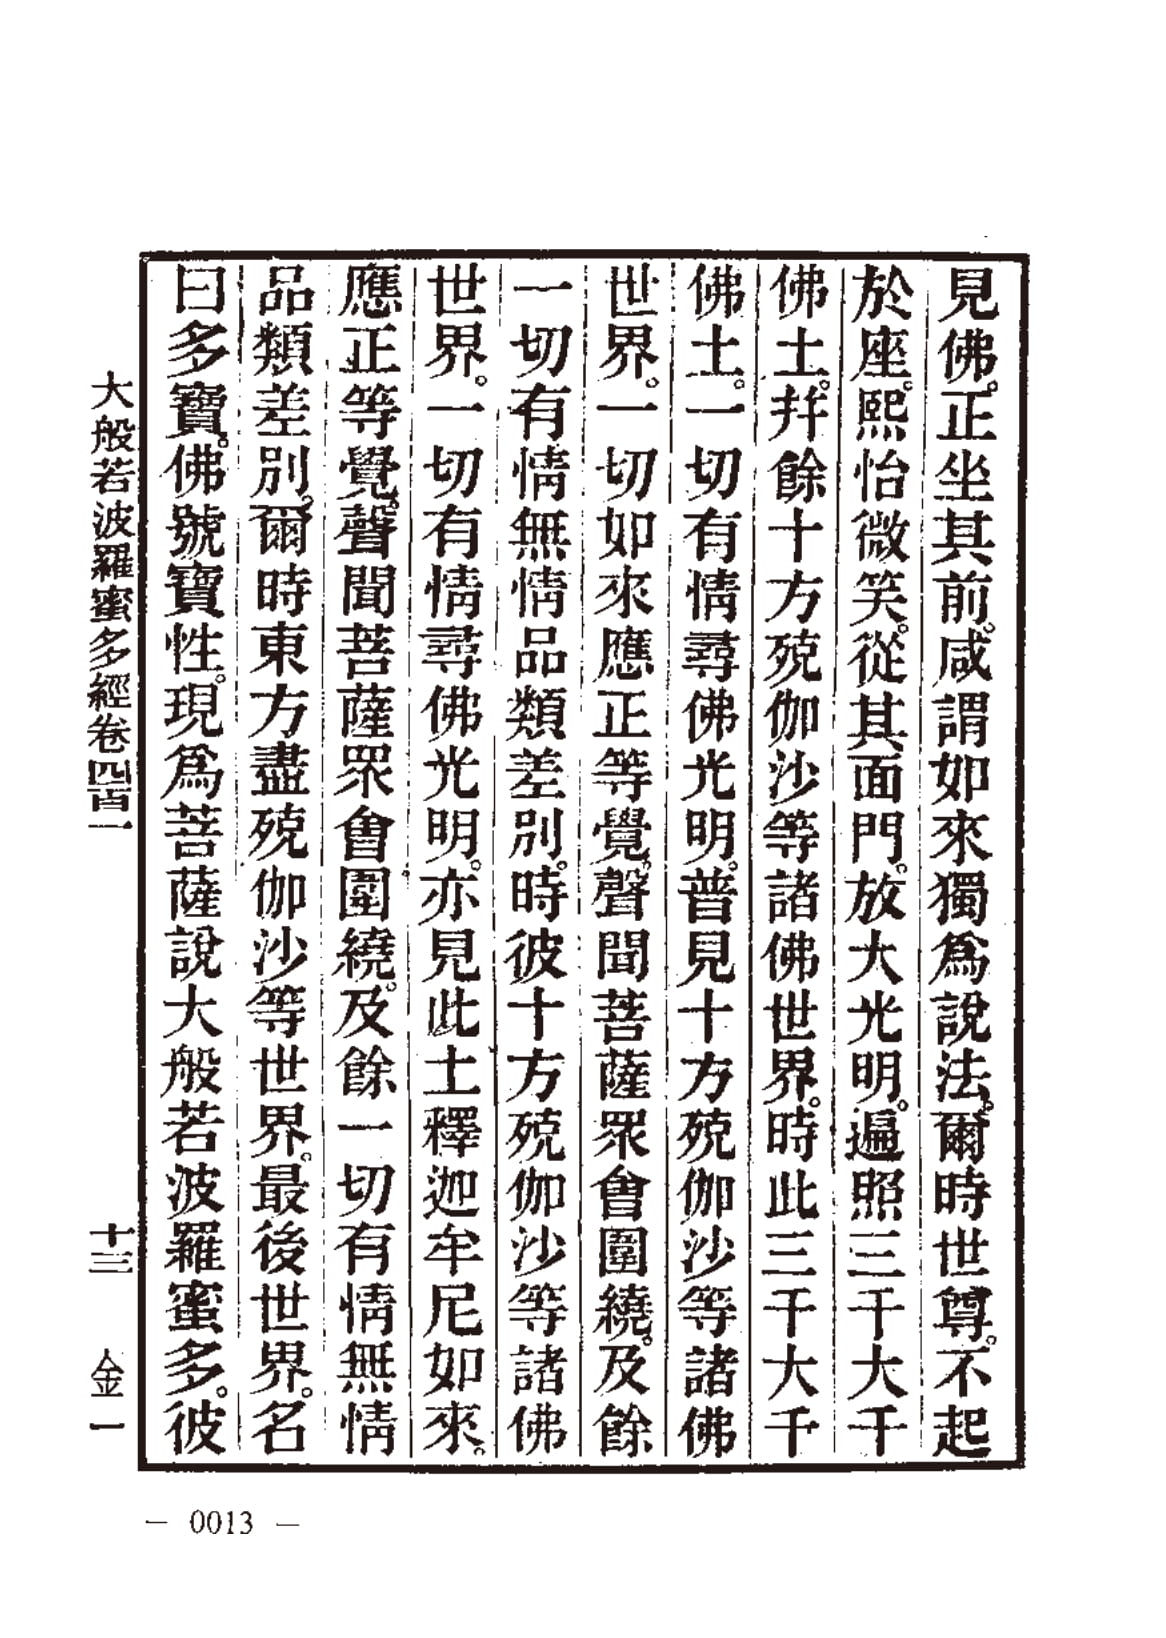 見佛。正坐其前。咸謂如來獨爲說法。爾時世尊。不起
於座。熙怡微笑。從其面門。放大光明。遍照三千大千
佛土。并餘十方殑伽沙等諸佛世界。時此三千大千
佛土。一切有情尋佛光明。普見十方殑伽沙等諸佛
世界。一切如來應正等覺。聲聞菩薩眾會圍繞。及餘
一切有情無情品類差別。時彼十方殑伽沙等諸佛
世界。一切有情尋佛光明。亦見此土釋迦牟尼如來。
應正等覺。聲聞菩薩眾會圍繞。及餘一切有情無情
品類差別。爾時東方盡殑伽沙等世界。最後世界。名
曰多寶。佛號寶性。現爲菩薩說大般若波羅蜜多。彼
大般若波羅蜜多經卷四百一 十三 金一
— 0013 —